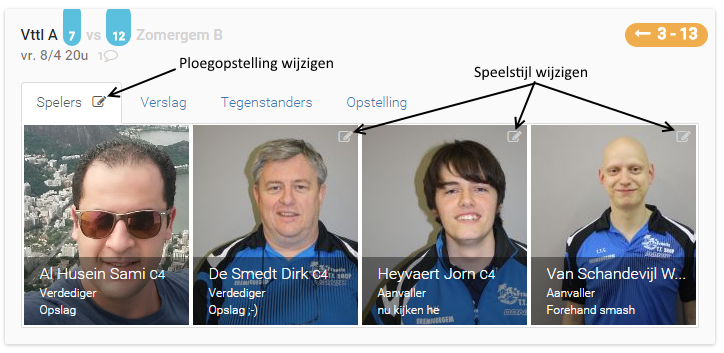 Vttl A 7 vs 12 Zomergem B
← 3 - 13
vr. 8/4 20u 1
Ploegopstelling wijzigen
Speelstijl wijzigen
Spelers Verslag Tegenstanders Opstelling
Al Husein Sami C4
Verdediger
Opslag
De Smedt Dirk C4
Verdediger
Opslag ;-)
Heyvaert Jorn C4
Aanvaller
nu kijken he
Van Schandevijl W...
Aanvaller
Forehand smash